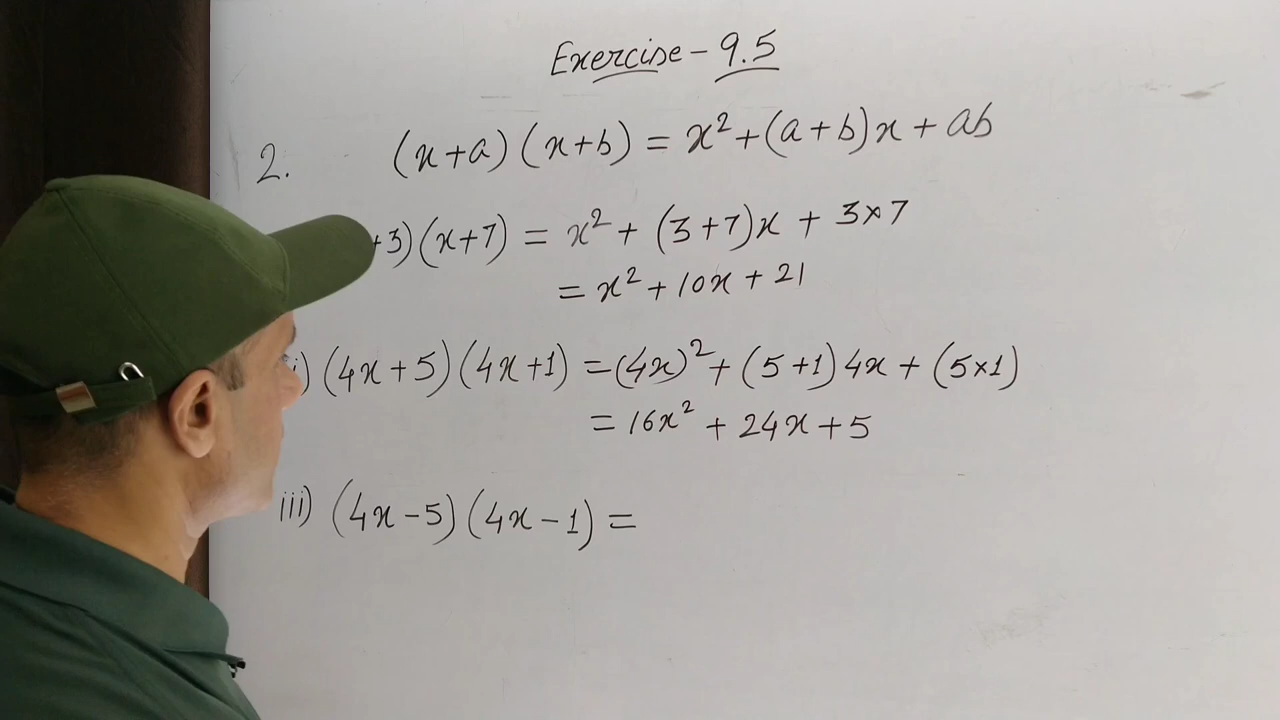 Exercise - 9.5
2. (x+a) (x+b) = x² + (a+b)x + ab
+3) (x+7) = x² + (3+7)x + 3×7
= x² + 10x + 21
i) (4x+5) (4x+1) = (4x)² + (5+1) 4x + (5×1)
= 16x² + 24x + 5
iii) (4x-5) (4x-1) =